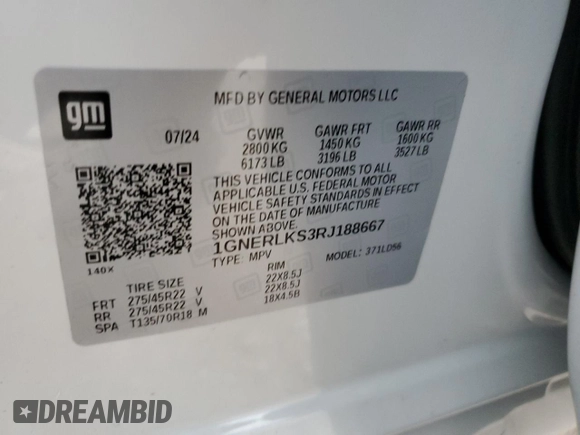 gm
MFD BY GENERAL MOTORS LLC
07/24 GVWR GAWR FRT GAWR RR
2800 KG 1450 KG 1600 KG
6173 LB 3196 LB 3527 LB
THIS VEHICLE CONFORMS TO ALL
APPLICABLE U.S. FEDERAL MOTOR
VEHICLE SAFETY STANDARDS IN EFFECT
ON THE DATE OF MANUFACTURE
SHOWN ABOVE.
1GNERLKS3RJ188667
140X TYPE: MPV MODEL: 371LD56
TIRE SIZE RIM
FRT 275/45R22 V 22X8.5J
RR 275/45R22 V 22X8.5J
SPA T135/70R18 M 18X4.5B
DREAMBID